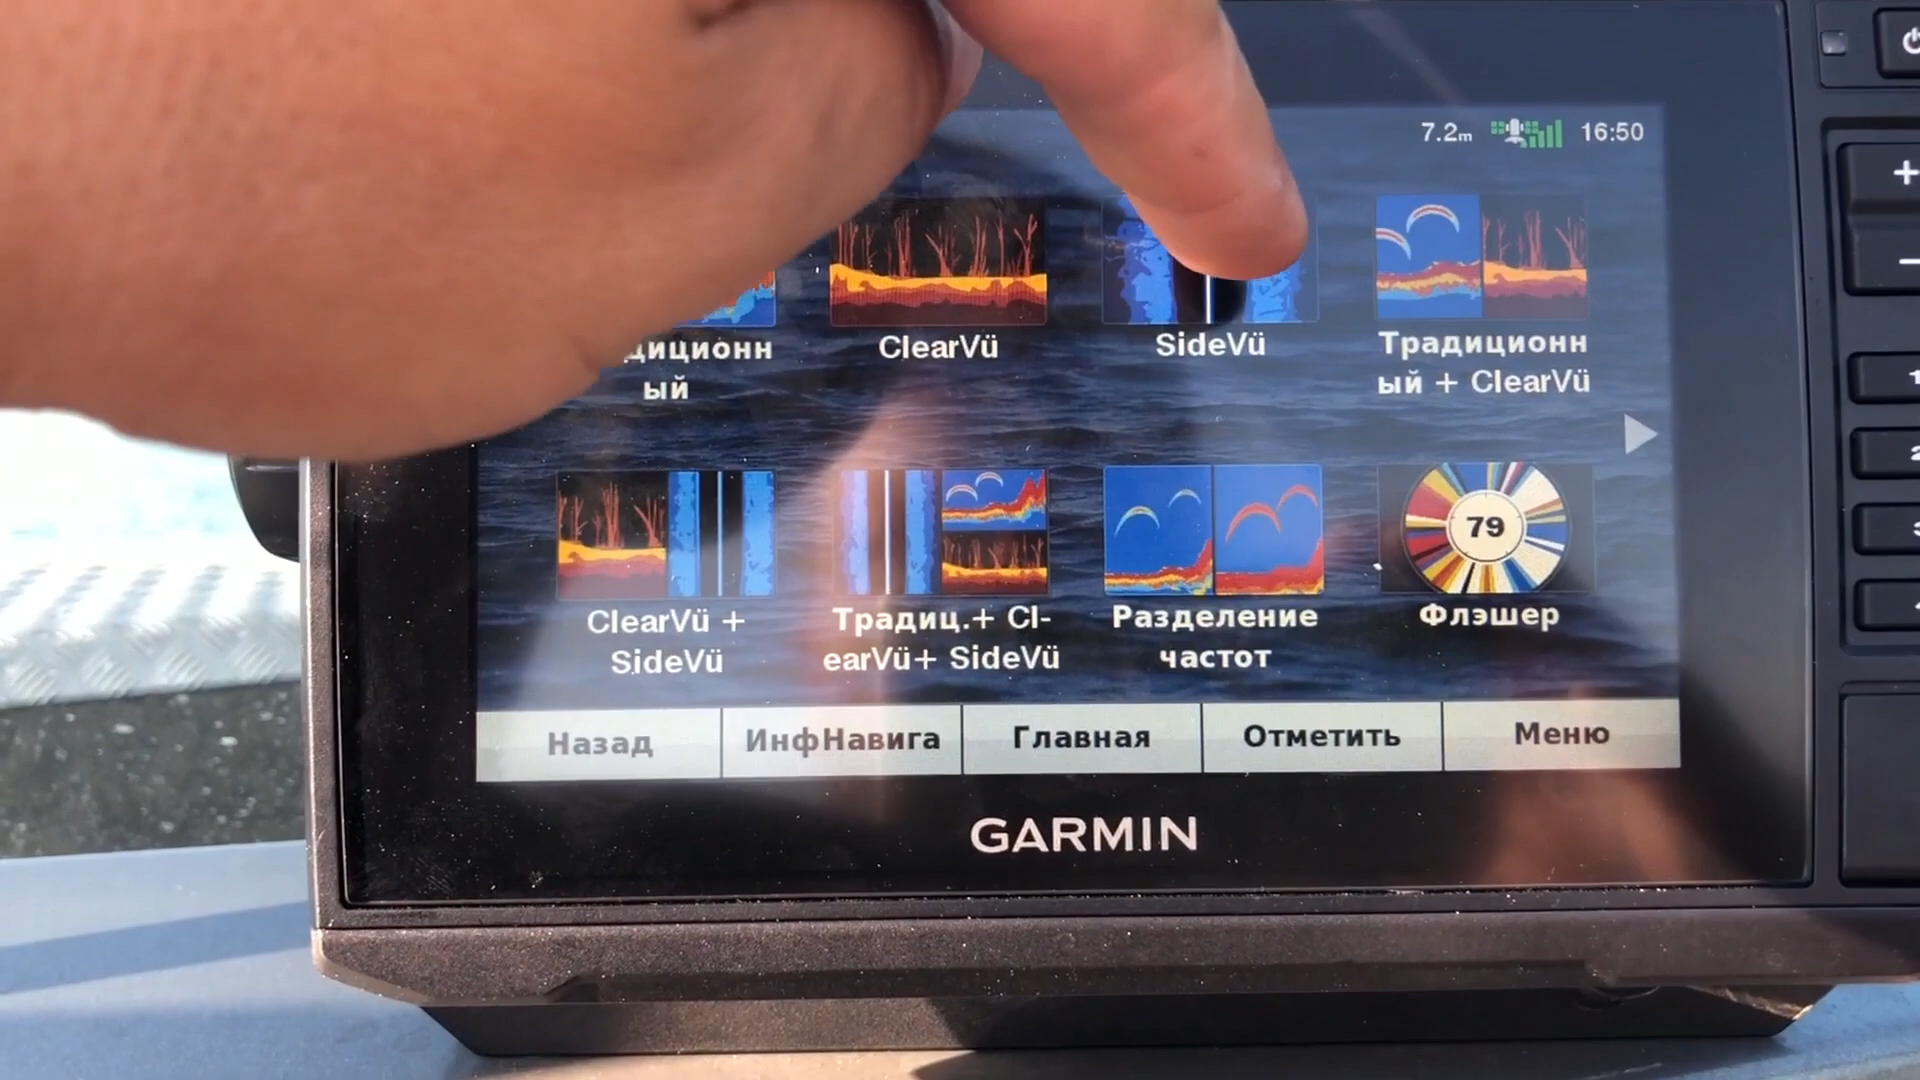 7.2m 16:50
диционн
ый
ClearVü
SideVü
Традиционн
ый + ClearVü
ClearVü +
SideVü
Традиц.+ Cl-
earVü+ SideVü
Разделение
частот
79
Флэшер
Назад
ИнфНавига
Главная
Отметить
Меню
GARMIN
+
−